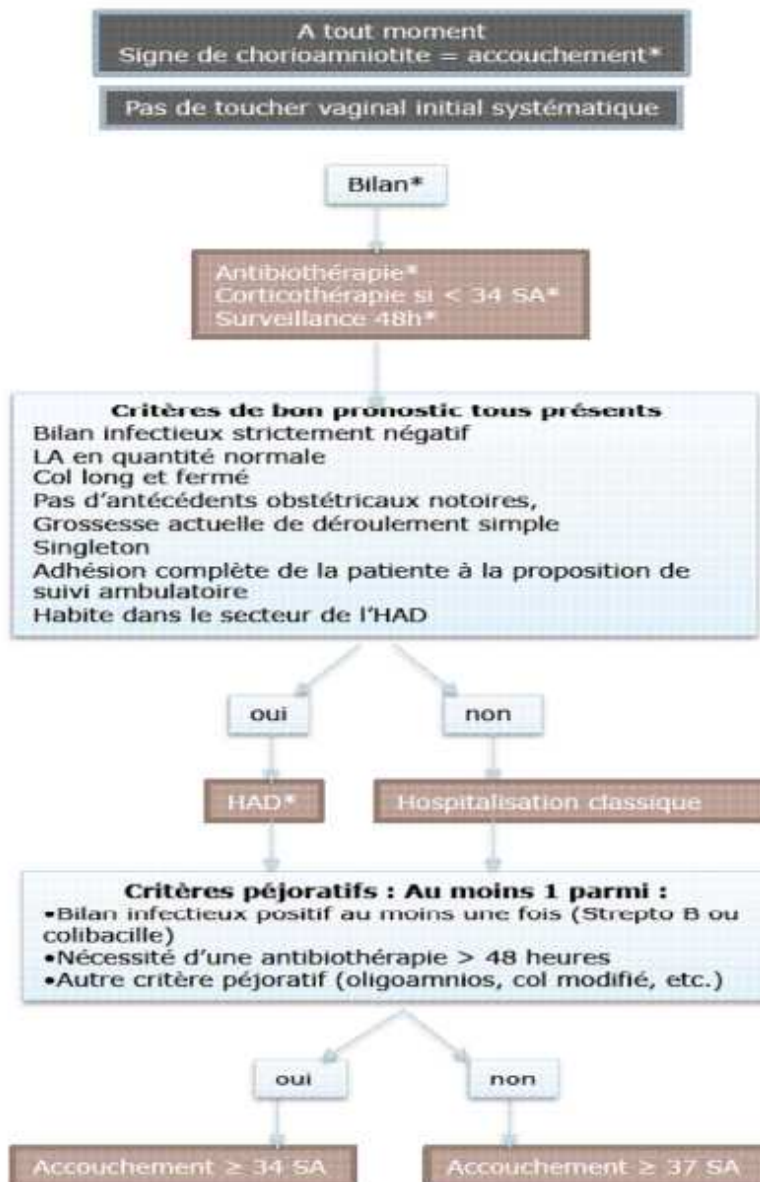 A tout moment
Signe de chorioamniotite = accouchement*
Pas de toucher vaginal initial systématique
Bilan*
Antibiothérapie*
Corticothérapie si < 34 SA*
Surveillance 48h*
Critères de bon pronostic tous présents
Bilan infectieux strictement négatif
LA en quantité normale
Col long et fermé
Pas d'antécédents obstétricaux notoires,
Grossesse actuelle de déroulement simple
Singleton
Adhésion complète de la patiente à la proposition de
suivi ambulatoire
Habite dans le secteur de l'HAD
oui
non
HAD*
Hospitalisation classique
Critères péjoratifs : Au moins 1 parmi :
•Bilan infectieux positif au moins une fois (Strepto B ou
colibacille)
•Nécessité d'une antibiothérapie > 48 heures
•Autre critère péjoratif (oligoamnios, col modifié, etc.)
oui
non
Accouchement ≥ 34 SA
Accouchement ≥ 37 SA